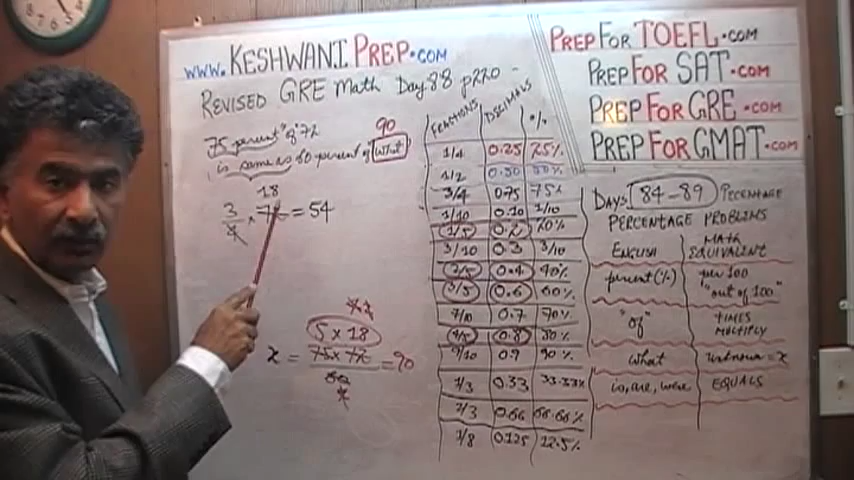 www.KESHWANI PREP.COM
REVISED GRE Math Day 88 p220
75 percent "of" 72
90
is same as 60 percent of what
18
3/4 × 72 = 54
5 × 18
x = 75 × 72 = 90
60
FRACTIONS DECIMALS %
1/4 0.25 25%
1/2 0.50 50%
3/4 0.75 75%
1/10 0.10 1/10
1/5 0.2 20%
3/10 0.3 3/10
2/5 0.4 40%
3/5 0.6 60%
7/10 0.7 70%
4/5 0.8 80%
9/10 0.9 90%
1/3 0.33 33.33%
2/3 0.66 66.66%
1/8 0.125 12.5%
PREP FOR TOEFL.COM
PREP FOR SAT.COM
PREP FOR GRE.COM
PREP FOR GMAT.COM
DAYS 84-89 PECENTAGE
PERCENTAGE PROBLEMS
ENGLISH MATH EQUIVALENT
percent (%) per 100
"out of 100"
"of" TIMES
MULTIPLY
what unknown = x
is, are, were EQUALS